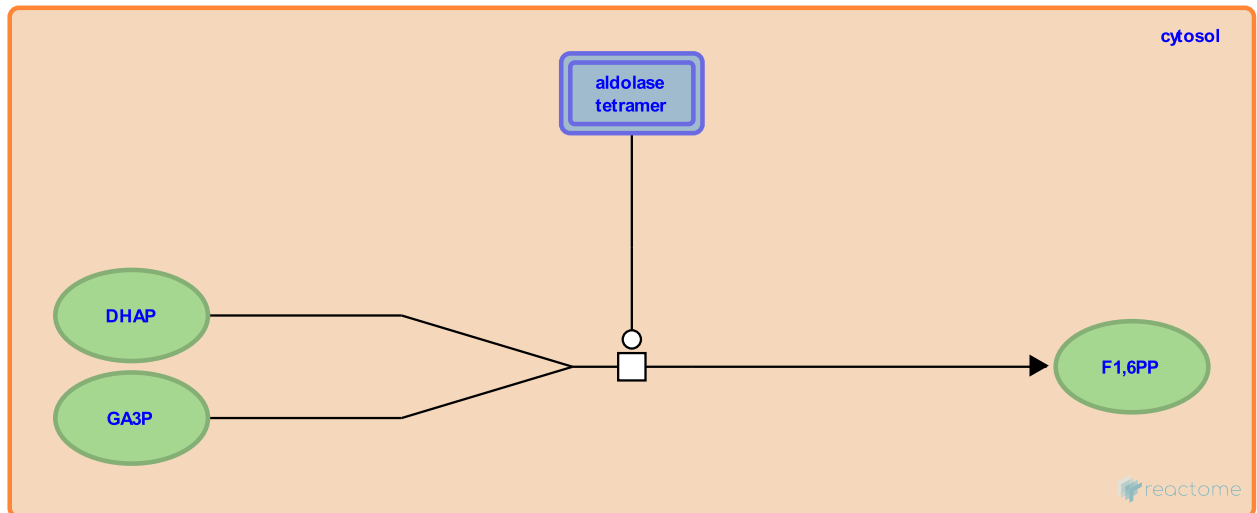 cytosol
aldolase
tetramer
DHAP
GA3P
F1,6PP
reactome